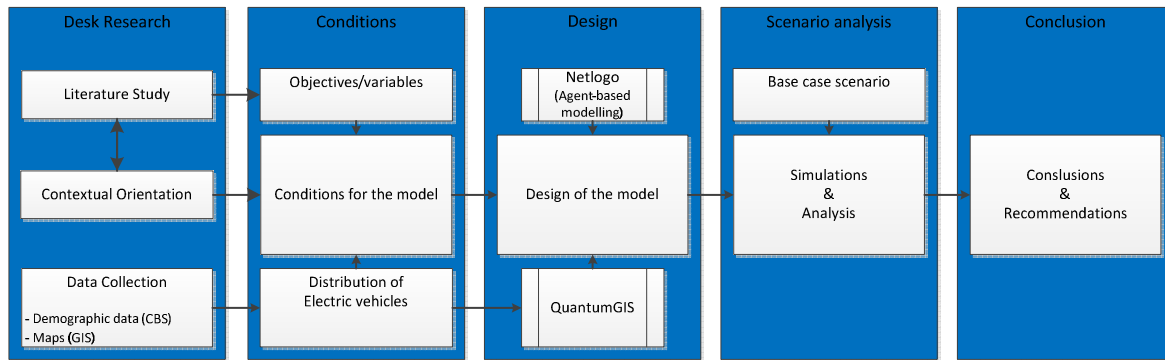 Desk Research
Literature Study
Contextual Orientation
Data Collection
- Demographic data (CBS)
- Maps (GIS)
Conditions
Objectives/variables
Conditions for the model
Distribution of
Electric vehicles
Design
Netlogo
(Agent-based
modelling)
Design of the model
QuantumGIS
Scenario analysis
Base case scenario
Simulations
&
Analysis
Conclusion
Conslusions
&
Recommendations